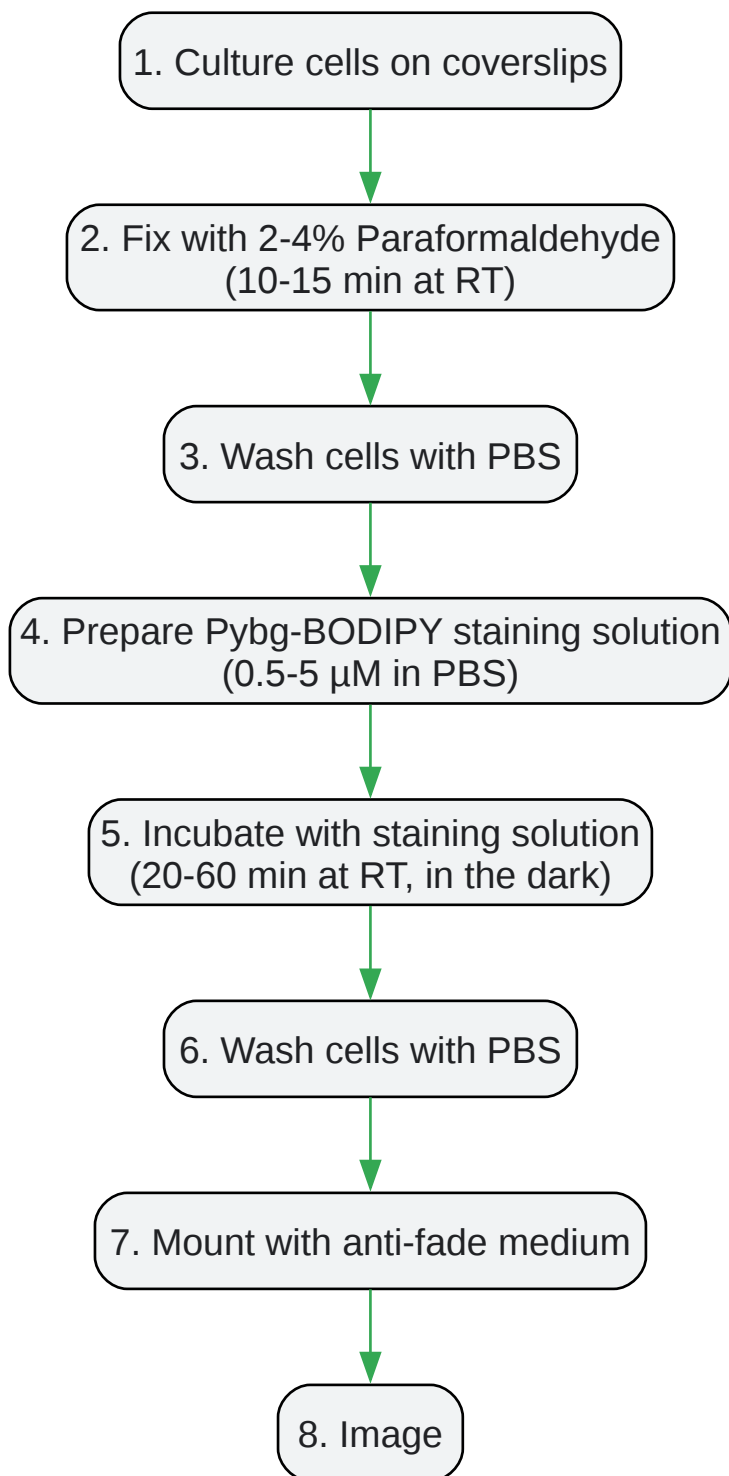 1. Culture cells on coverslips
2. Fix with 2-4% Paraformaldehyde
(10-15 min at RT)
3. Wash cells with PBS
4. Prepare Pybg-BODIPY staining solution
(0.5-5 µM in PBS)
5. Incubate with staining solution
(20-60 min at RT, in the dark)
6. Wash cells with PBS
7. Mount with anti-fade medium
8. Image